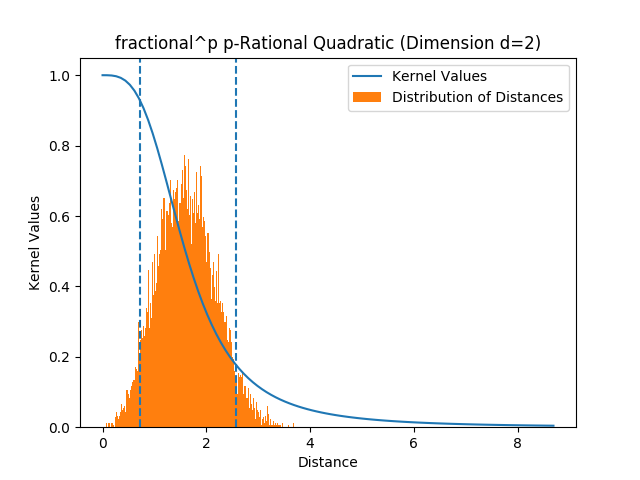 fractional^p p-Rational Quadratic (Dimension d=2)
Kernel Values
Distribution of Distances
1.0
0.8
0.6
0.4
0.2
0.0
Kernel Values
0 2 4 6 8
Distance